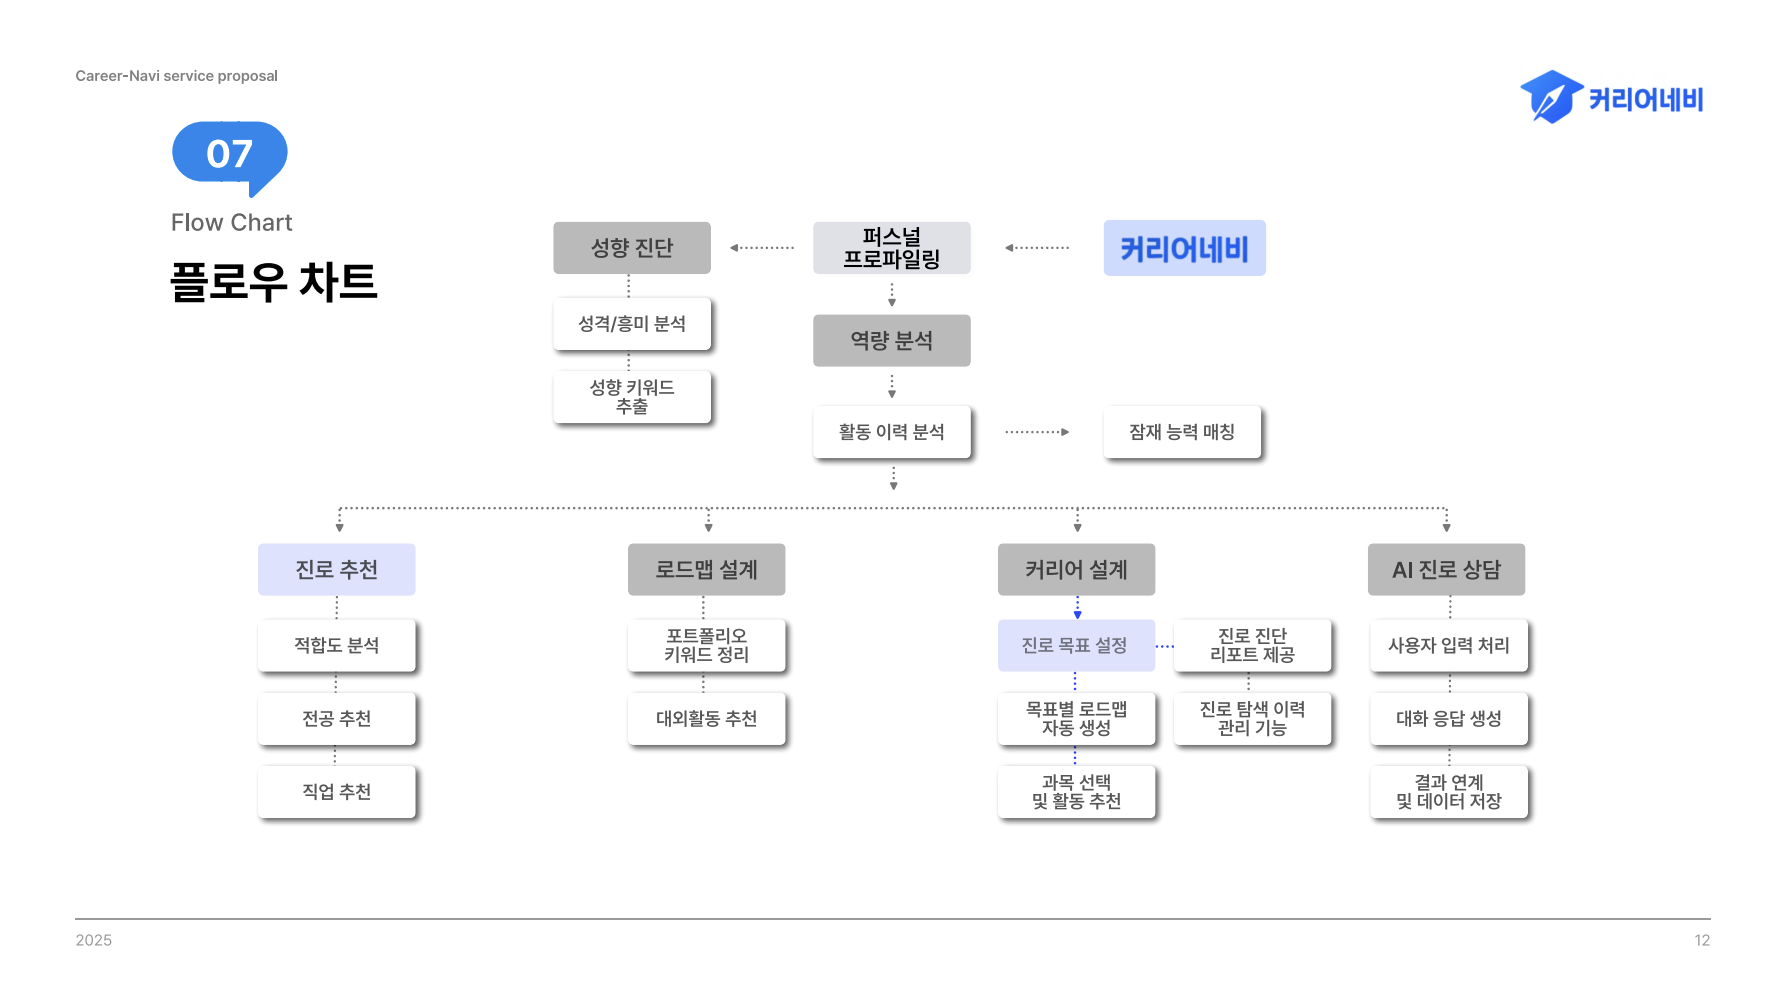 Career-Navi service proposal
커리어네비
07
Flow Chart
플로우 차트
성향 진단
퍼스널
프로파일링
커리어네비
성격/흥미 분석
역량 분석
성향 키워드
추출
활동 이력 분석
잠재 능력 매칭
진로 추천
적합도 분석
전공 추천
직업 추천
로드맵 설계
포트폴리오
키워드 정리
대외활동 추천
커리어 설계
진로 목표 설정
목표별 로드맵
자동 생성
과목 선택
및 활동 추천
진로 진단
리포트 제공
진로 탐색 이력
관리 기능
AI 진로 상담
사용자 입력 처리
대화 응답 생성
결과 연계
및 데이터 저장
2025
12